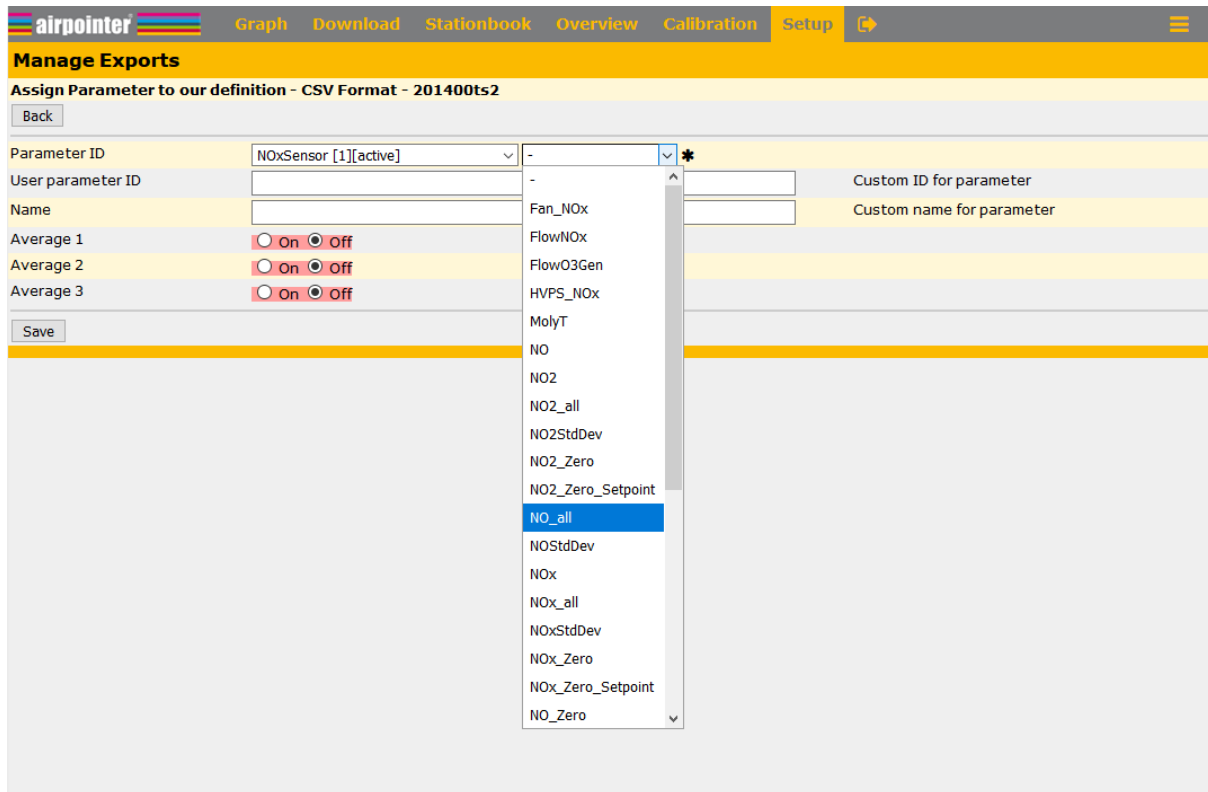 airpointer Graph Download Stationbook Overview Calibration Setup
Manage Exports
Assign Parameter to our definition - CSV Format - 201400ts2
Back
Parameter ID NOxSensor [1][active] - *
User parameter ID Custom ID for parameter
Name Custom name for parameter
Average 1 On Off
Average 2 On Off
Average 3 On Off
Save
-
Fan_NOx
FlowNOx
FlowO3Gen
HVPS_NOx
MolyT
NO
NO2
NO2_all
NO2StdDev
NO2_Zero
NO2_Zero_Setpoint
NO_all
NOStdDev
NOx
NOx_all
NOxStdDev
NOx_Zero
NOx_Zero_Setpoint
NO_Zero